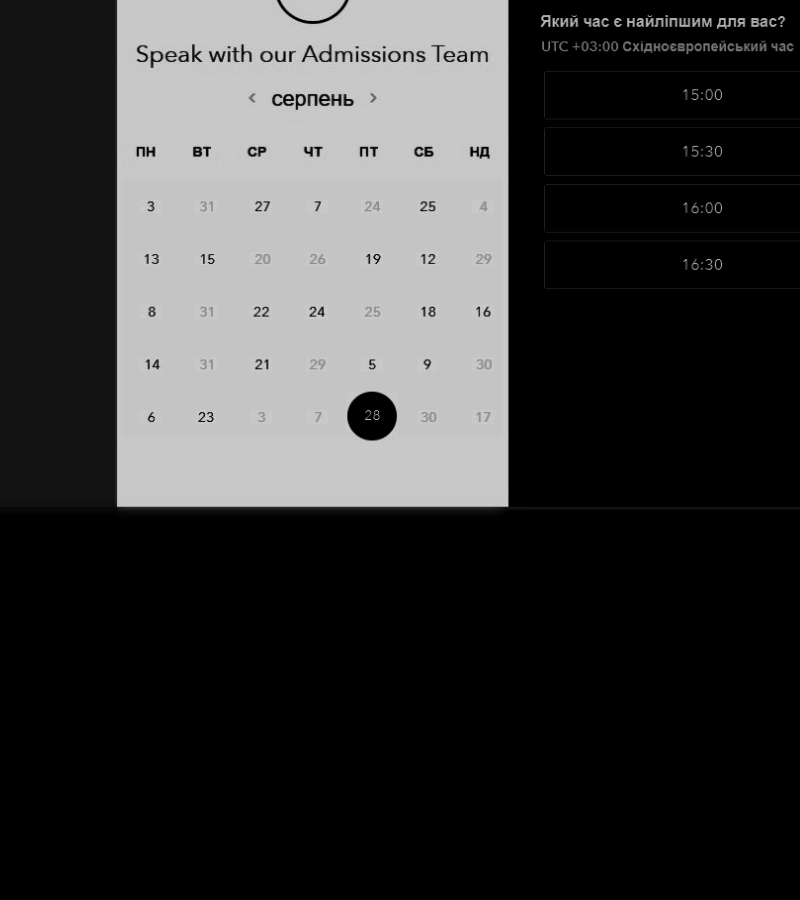 Speak with our Admissions Team
< серпень >
ПН ВТ СР ЧТ ПТ СБ НД
3 31 27 7 24 25 4
13 15 20 26 19 12 29
8 31 22 24 25 18 16
14 31 21 29 5 9 30
6 23 3 7 28 30 17
Який час є найліпшим для вас?
UTC +03:00 Східноєвропейський час
15:00
15:30
16:00
16:30